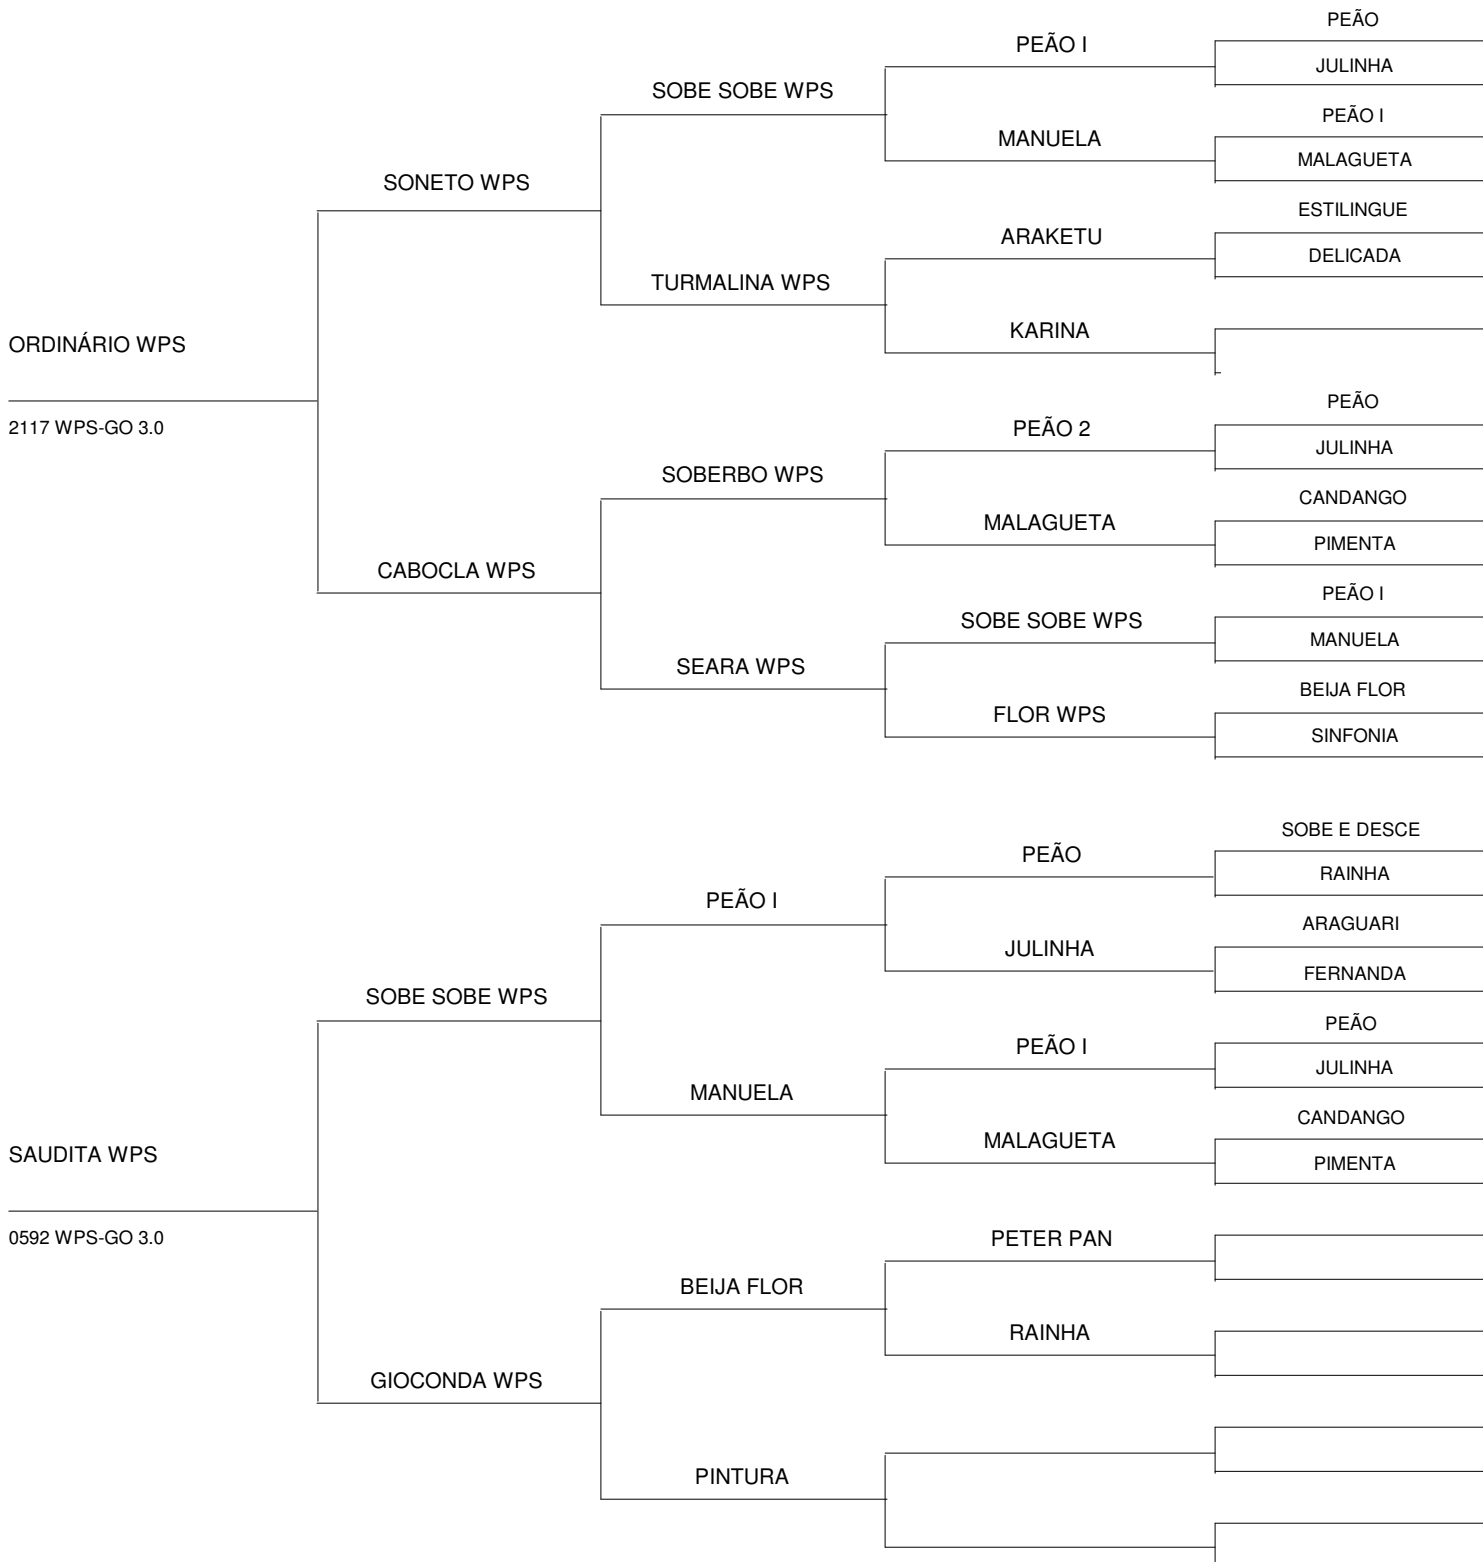 PEÃO
PEÃO I
JULINHA
SOBE SOBE WPS
PEÃO I
MANUELA
MALAGUETA
SONETO WPS
ESTILINGUE
ARAKETU
DELICADA
TURMALINA WPS
KARINA
ORDINÁRIO WPS
PEÃO
2117 WPS-GO 3.0
PEÃO 2
JULINHA
SOBERBO WPS
CANDANGO
MALAGUETA
PIMENTA
CABOCLA WPS
PEÃO I
SOBE SOBE WPS
MANUELA
SEARA WPS
BEIJA FLOR
FLOR WPS
SINFONIA
SOBE E DESCE
PEÃO
RAINHA
PEÃO I
ARAGUARI
JULINHA
FERNANDA
SOBE SOBE WPS
PEÃO
PEÃO I
JULINHA
MANUELA
CANDANGO
MALAGUETA
PIMENTA
SAUDITA WPS
0592 WPS-GO 3.0
PETER PAN
BEIJA FLOR
RAINHA
GIOCONDA WPS
PINTURA